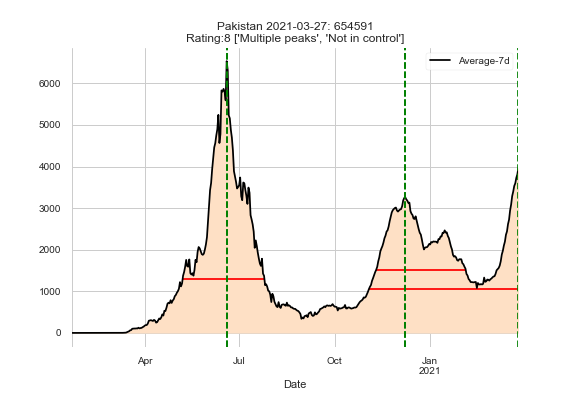 Pakistan 2021-03-27: 654591
Rating:8 ['Multiple peaks', 'Not in control']
Average-7d
6000
5000
4000
3000
2000
1000
0
Apr
Jul
Oct
Jan
2021
Date